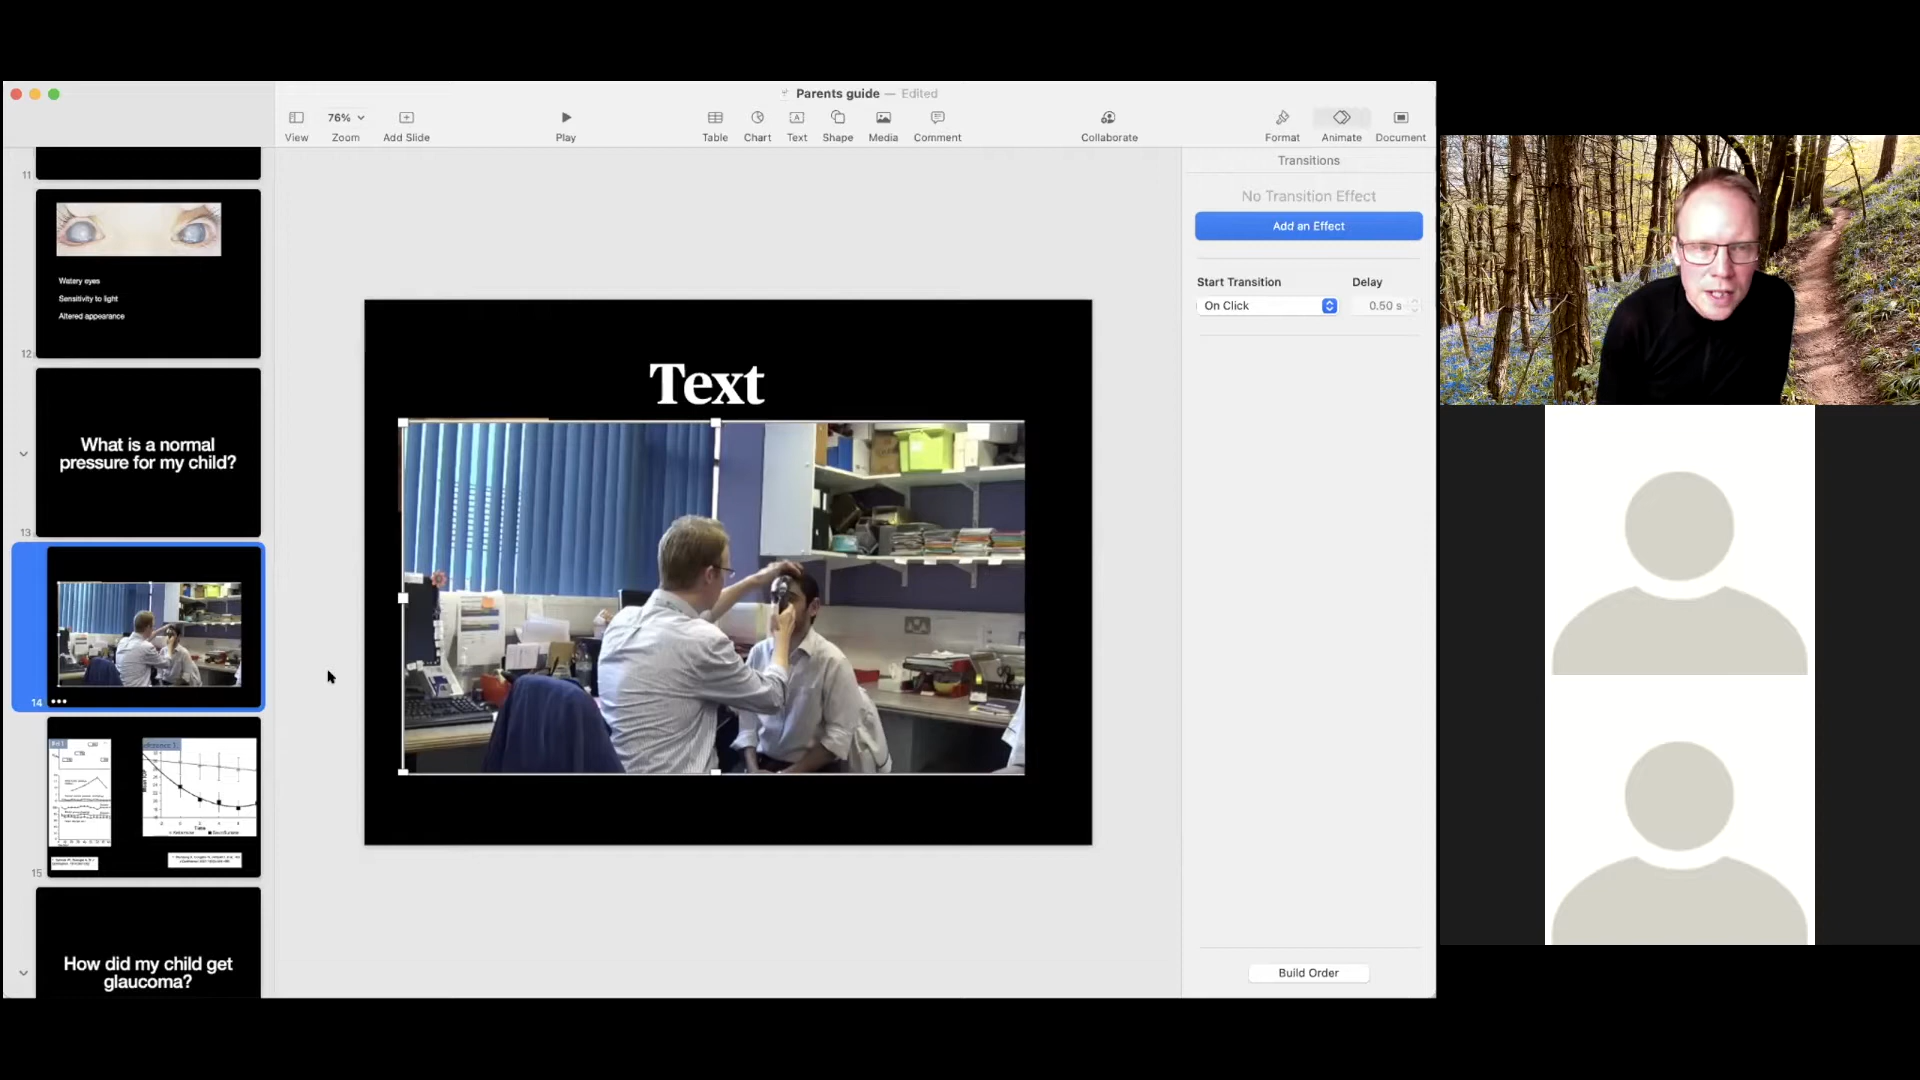 Parents guide — Edited
View
76%
Zoom
Add Slide
Play
Table
Chart
Text
Shape
Media
Comment
Collaborate
Format
Animate
Document
11
Watery eyes
Sensitivity to light
Altered appearance
12
What is a normal
pressure for my child?
13
14
15
How did my child get
glaucoma?
Text
Transitions
No Transition Effect
Add an Effect
Start Transition
Delay
On Click
0.50 s
Build Order